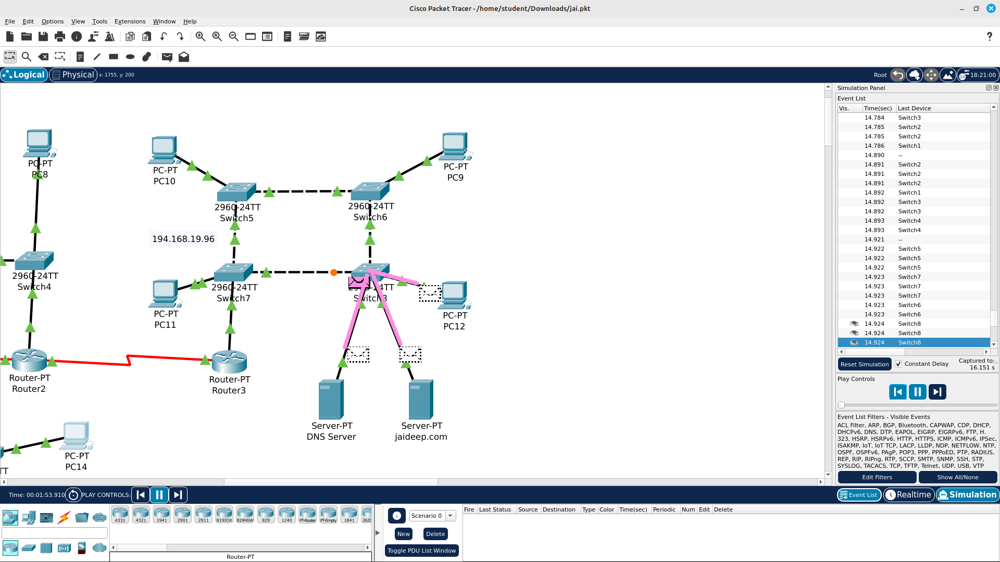 Cisco Packet Tracer - /home/student/Downloads/jai.pkt
File Edit Options View Tools Extensions Window Help
?
Logical Physical x: 1755, y: 200
Root 18:21:00
PC-PT
PC8
PC-PT
PC10
PC-PT
PC9
2960-24TT
Switch5
2960-24TT
Switch6
194.168.19.96
2960-24TT
Switch4
2960-24TT
Switch7
PC-PT
PC11
PC-PT
PC12
Router-PT
Router2
Router-PT
Router3
Server-PT
DNS Server
Server-PT
jaideep.com
PC-PT
PC14
TT
Simulation Panel
Event List
Vis. Time(sec) Last Device
14.784 Switch3
14.785 Switch2
14.785 Switch2
14.786 Switch1
14.890 --
14.891 Switch2
14.891 Switch2
14.891 Switch2
14.892 Switch1
14.892 Switch3
14.892 Switch3
14.893 Switch4
14.893 Switch4
14.921 --
14.922 Switch5
14.922 Switch5
14.922 Switch5
14.923 Switch7
14.923 Switch7
14.923 Switch7
14.923 Switch6
14.923 Switch6
14.924 Switch8
14.924 Switch8
14.924 Switch8
Reset Simulation Constant Delay Captured to:
16.151 s
Play Controls
Event List Filters - Visible Events
ACL Filter, ARP, BGP, Bluetooth, CAPWAP, CDP, DHCP,
DHCPv6, DNS, DTP, EAPOL, EIGRP, EIGRPv6, FTP, H.
323, HSRP, HSRPv6, HTTP, HTTPS, ICMP, ICMPv6, IPSec,
ISAKMP, IoT, IoT TCP, LACP, LLDP, NDP, NETFLOW, NTP,
OSPF, OSPFv6, PAgP, POP3, PPP, PPPoED, PTP, RADIUS,
REP, RIP, RIPng, RTP, SCCP, SMTP, SNMP, SSH, STP,
SYSLOG, TACACS, TCP, TFTP, Telnet, UDP, USB, VTP
Edit Filters Show All/None
Time: 00:01:53.910 PLAY CONTROLS:
Event List Realtime Simulation
4331 4321 1941 2901 2911 819IOX 819HGW 829 1240 PT-Router PT-Empty 1841 2620
Router-PT
Scenario 0
New Delete
Toggle PDU List Window
Fire Last Status Source Destination Type Color Time(sec) Periodic Num Edit Delete